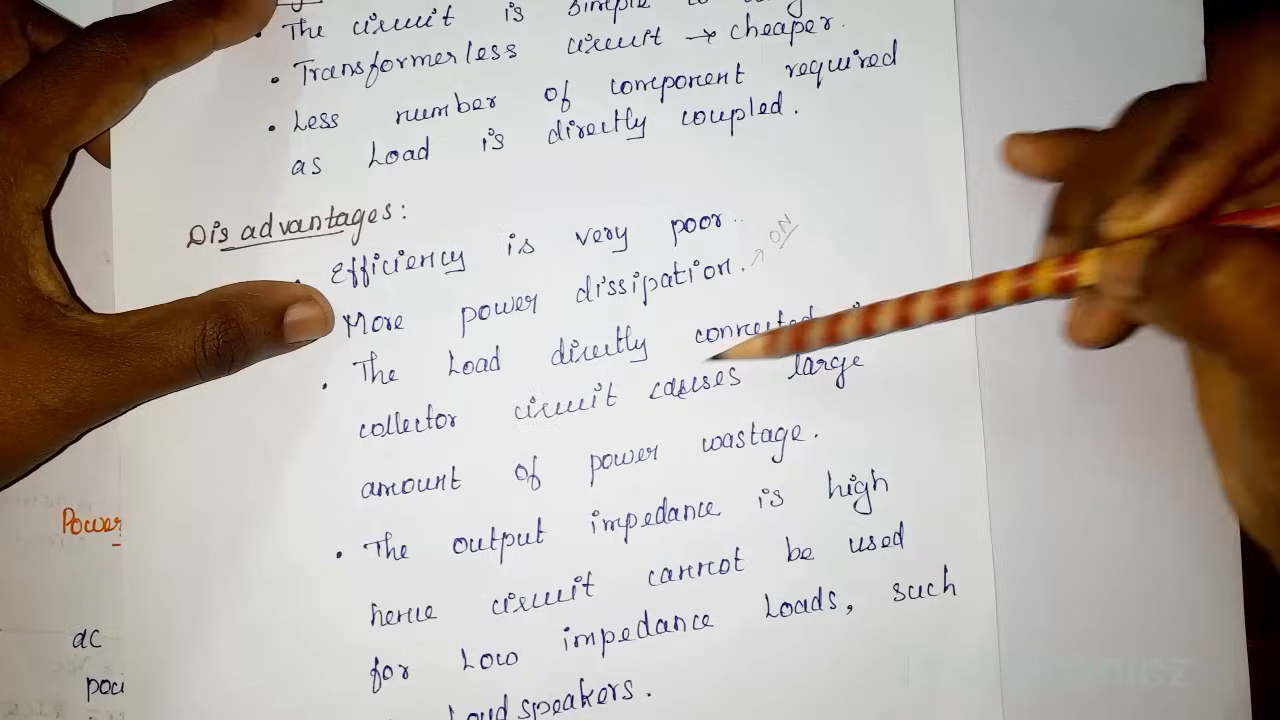 The circuit is simple to
• Transformerless circuit → cheaper.
• Less number of component required
as Load is directly coupled.
Disadvantages:
• Efficiency is very poor..
More power dissipation. → ON
• The Load directly connected
collector circuit causes large
amount of power wastage.
• The output impedance is high
hence circuit cannot be used
for Low impedance Loads, such
Loudspeakers.
Power
dc